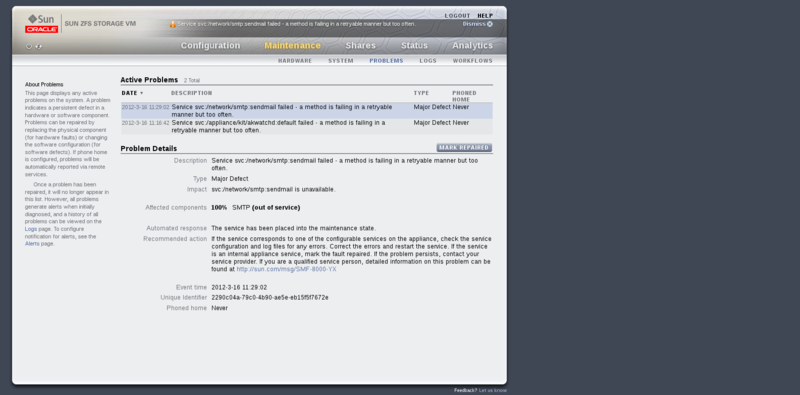 LOGOUT HELP
Sun
ORACLE
SUN ZFS STORAGE VM
Service svc:/network/smtp:sendmail failed - a method is failing in a retryable manner but too often.
Dismiss
Configuration Maintenance Shares Status Analytics
HARDWARE SYSTEM PROBLEMS LOGS WORKFLOWS
About Problems
This page displays any active
problems on the system. A problem
indicates a persistent defect in a
hardware or software component.
Problems can be repaired by
replacing the physical component
(for hardware faults) or changing
the software configuration (for
software defects). If phone home
is configured, problems will be
automatically reported via remote
services.
Once a problem has been
repaired, it will no longer appear in
this list. However, all problems
generate alerts when initially
diagnosed, and a history of all
problems can be viewed on the
Logs page. To configure
notification for alerts, see the
Alerts page.
Active Problems 2 Total
DATE DESCRIPTION TYPE PHONED
HOME
2012-3-16 11:29:02 Service svc:/network/smtp:sendmail failed - a method is failing in a retryable Major Defect Never
manner but too often.
2012-3-16 11:16:42 Service svc:/appliance/kit/akwatchd:default failed - a method is failing in a Major Defect Never
retryable manner but too often.
Problem Details MARK REPAIRED
Description Service svc:/network/smtp:sendmail failed - a method is failing in a retryable manner but too
often.
Type Major Defect
Impact svc:/network/smtp:sendmail is unavailable.
Affected components 100% SMTP (out of service)
Automated response The service has been placed into the maintenance state.
Recommended action If the service corresponds to one of the configurable services on the appliance, check the service
configuration and log files for any errors. Correct the errors and restart the service. If the service
is an internal appliance service, mark the fault repaired. If the problem persists, contact your
service provider. If you are a qualified service person, detailed information on this problem can be
found at http://sun.com/msg/SMF-8000-YX
Event time 2012-3-16 11:29:02
Unique Identifier 2290c04a-79c0-4b90-ae5e-eb15f5f7672e
Phoned home Never
Feedback? Let us know